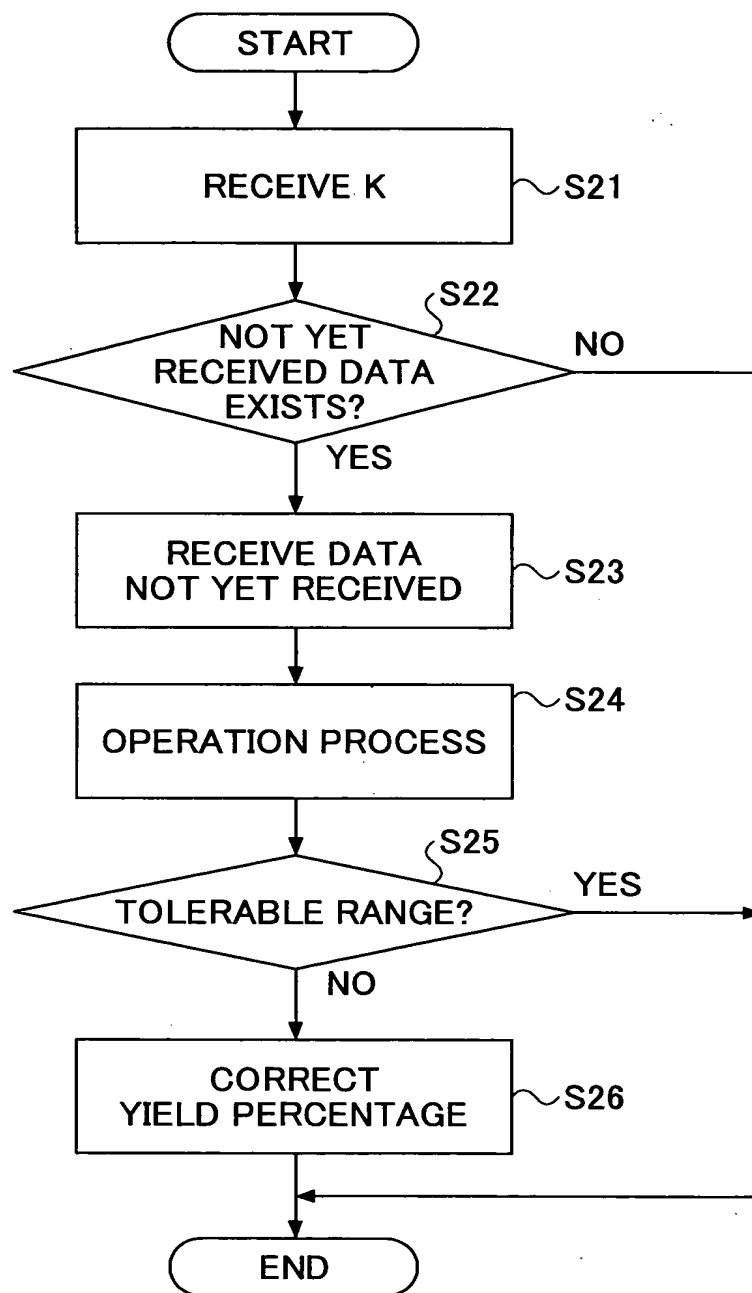 START
RECEIVE K
S21
S22
NOT YET
RECEIVED DATA
EXISTS?
NO
YES
RECEIVE DATA
NOT YET RECEIVED
S23
OPERATION PROCESS
S24
S25
TOLERABLE RANGE?
YES
NO
CORRECT
YIELD PERCENTAGE
S26
END